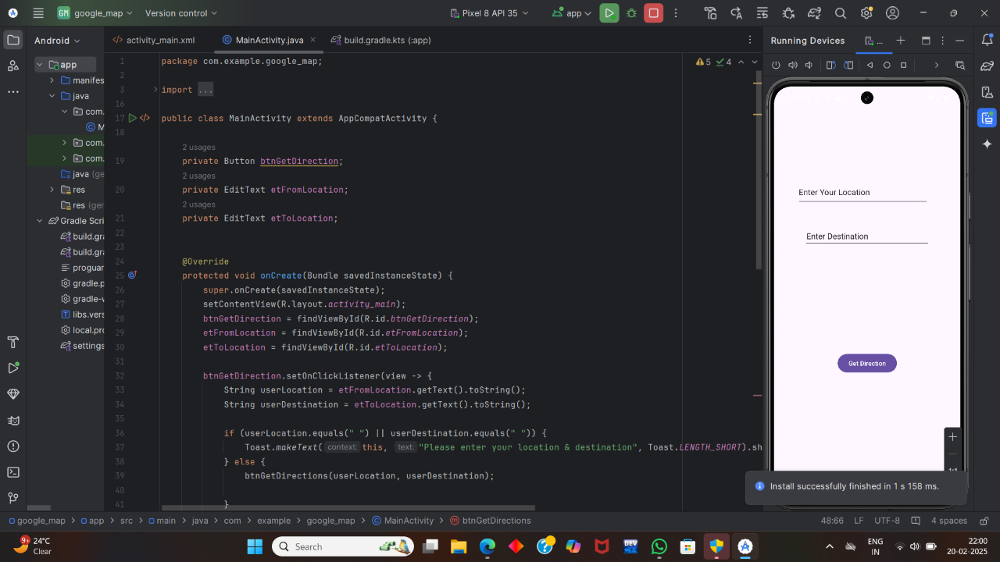 GM google_map Version control Pixel 8 API 35 app
Android
activity_main.xml MainActivity.java build.gradle.kts (:app)
Running Devices
app
manifes
java
com.
M
com.
com.
java (ge
res
res (ger
Gradle Scri
build.gra
build.gra
proguar
gradle.p
gradle-v
libs.vers
local.pro
settings
5 4
1 package com.example.google_map;
2
3 import ...
16
17 public class MainActivity extends AppCompatActivity {
18
2 usages
19 private Button btnGetDirection;
2 usages
20 private EditText etFromLocation;
2 usages
21 private EditText etToLocation;
22
23
24 @Override
25 protected void onCreate(Bundle savedInstanceState) {
26 super.onCreate(savedInstanceState);
27 setContentView(R.layout.activity_main);
28 btnGetDirection = findViewById(R.id.btnGetDirection);
29 etFromLocation = findViewById(R.id.etFromLocation);
30 etToLocation = findViewById(R.id.etToLocation);
31
32 btnGetDirection.setOnClickListener(view -> {
33 String userLocation = etFromLocation.getText().toString();
34 String userDestination = etToLocation.getText().toString();
35
36 if (userLocation.equals(" ") || userDestination.equals(" ")) {
37 Toast.makeText( context: this, text: "Please enter your location & destination", Toast.LENGTH_SHORT).sh
38 } else {
39 btnGetDirections(userLocation, userDestination);
40
41 }
Enter Your Location
Enter Destination
Get Direction
Install successfully finished in 1 s 158 ms.
google_map > app > src > main > java > com > example > google_map > MainActivity > btnGetDirections
48:66 LF UTF-8 4 spaces
9+ 24°C
Clear
Search
DEV
ENG
IN
22:00
20-02-2025